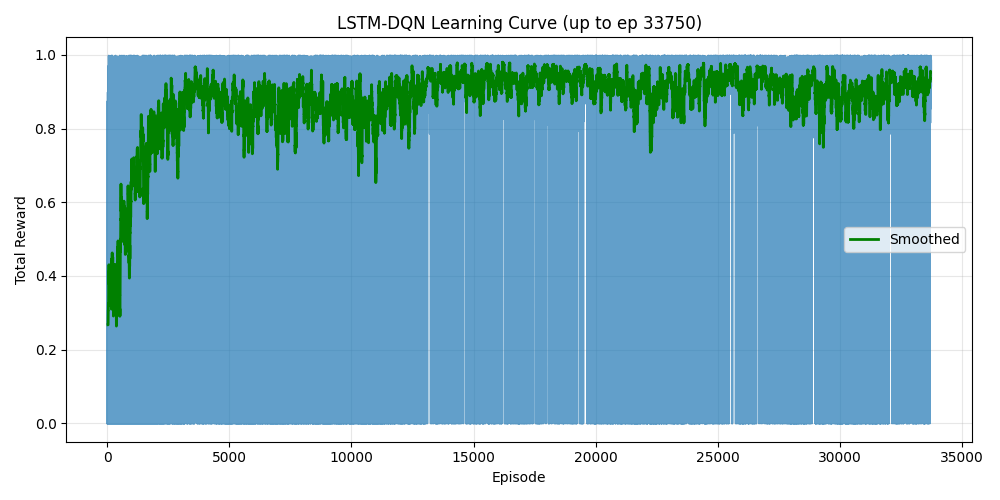 LSTM-DQN Learning Curve (up to ep 33750)
Total Reward
1.0
0.8
0.6
0.4
0.2
0.0
Smoothed
0 5000 10000 15000 20000 25000 30000 35000
Episode